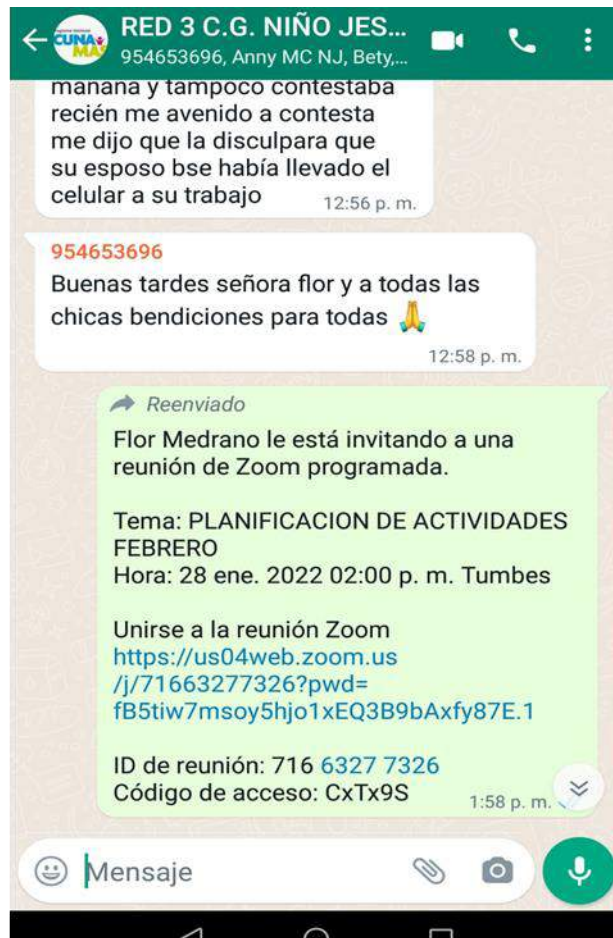 RED 3 C.G. NIÑO JES...
954653696, Anny MC NJ, Bety,...
CUNA
MAS
mañana y tampoco contestaba
recién me avenido a contesta
me dijo que la disculpara que
su esposo bse había llevado el
celular a su trabajo
12:56 p. m.
954653696
Buenas tardes señora flor y a todas las
chicas bendiciones para todas 🙏
12:58 p. m.
Reenviado
Flor Medrano le está invitando a una
reunión de Zoom programada.
Tema: PLANIFICACION DE ACTIVIDADES
FEBRERO
Hora: 28 ene. 2022 02:00 p. m. Tumbes
Unirse a la reunión Zoom
https://us04web.zoom.us
/j/71663277326?pwd=
fB5tiw7msoy5hjo1xEQ3B9bAxfy87E.1
ID de reunión: 716 6327 7326
Código de acceso: CxTx9S
1:58 p. m.
Mensaje